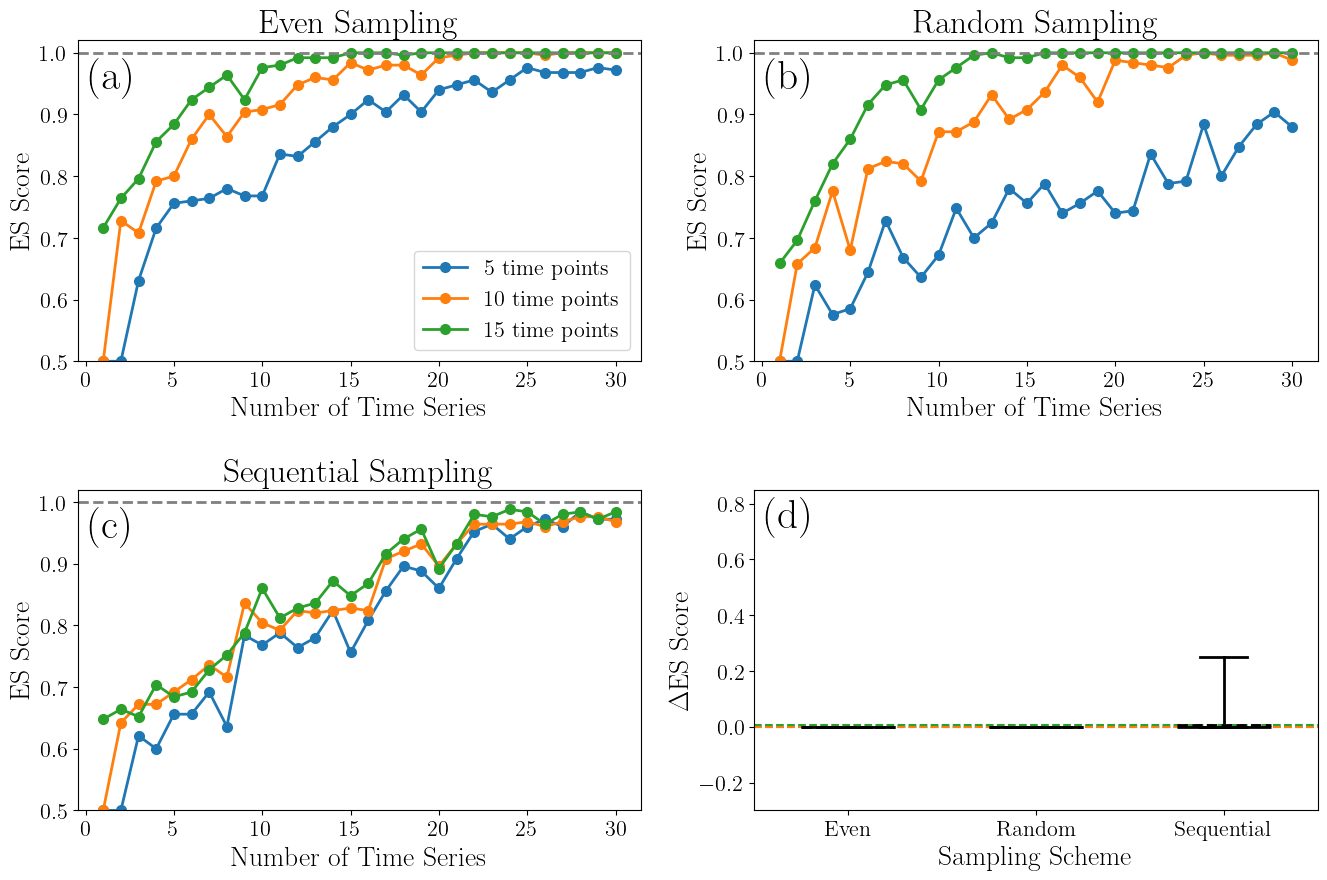 Even Sampling
(a)
ES Score
1.0
0.9
0.8
0.7
0.6
0.5
0 5 10 15 20 25 30
Number of Time Series
5 time points
10 time points
15 time points
Random Sampling
(b)
ES Score
1.0
0.9
0.8
0.7
0.6
0.5
0 5 10 15 20 25 30
Number of Time Series
Sequential Sampling
(c)
ES Score
1.0
0.9
0.8
0.7
0.6
0.5
0 5 10 15 20 25 30
Number of Time Series
(d)
ΔES Score
0.8
0.6
0.4
0.2
0.0
−0.2
Even Random Sequential
Sampling Scheme